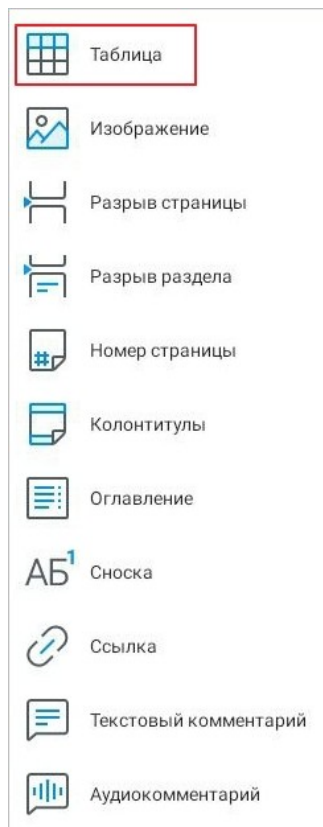 Таблица
Изображение
Разрыв страницы
Разрыв раздела
# Номер страницы
Колонтитулы
Оглавление
АБ1 Сноска
Ссылка
Текстовый комментарий
Аудиокомментарий